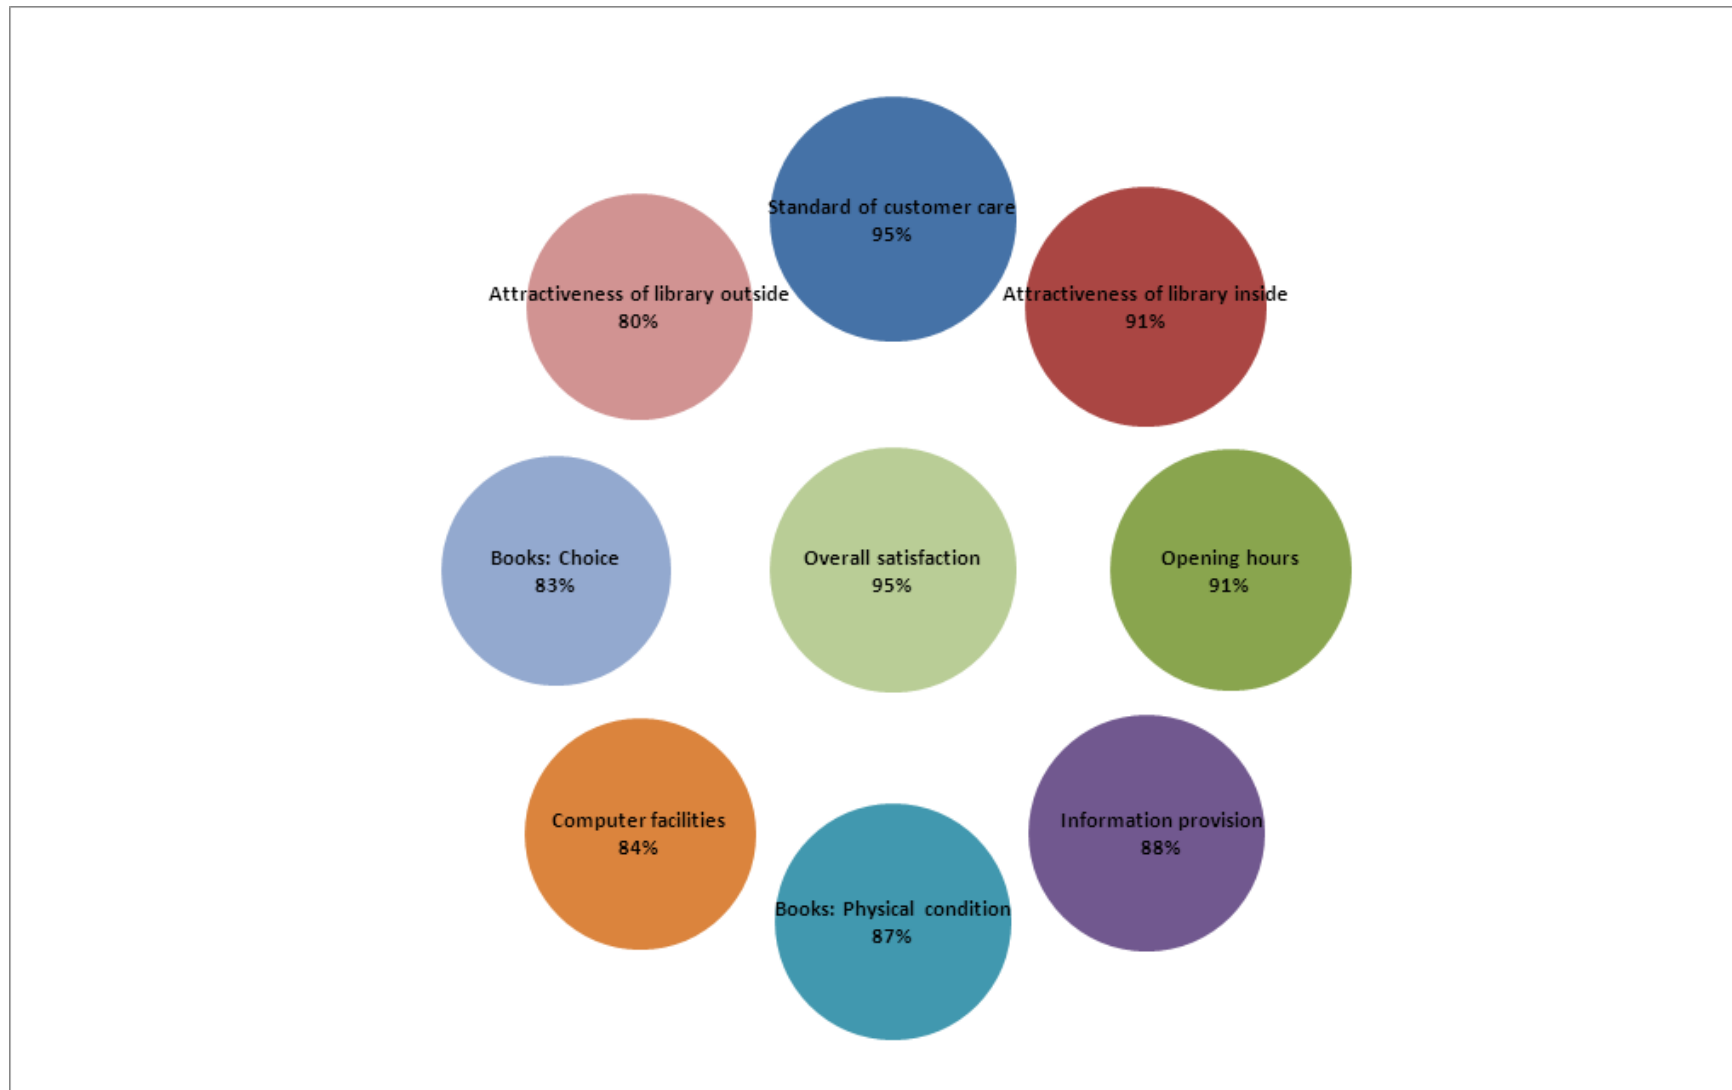 Standard of customer care
95%
Attractiveness of library outside
80%
Attractiveness of library inside
91%
Books: Choice
83%
Overall satisfaction
95%
Opening hours
91%
Computer facilities
84%
Information provision
88%
Books: Physical condition
87%